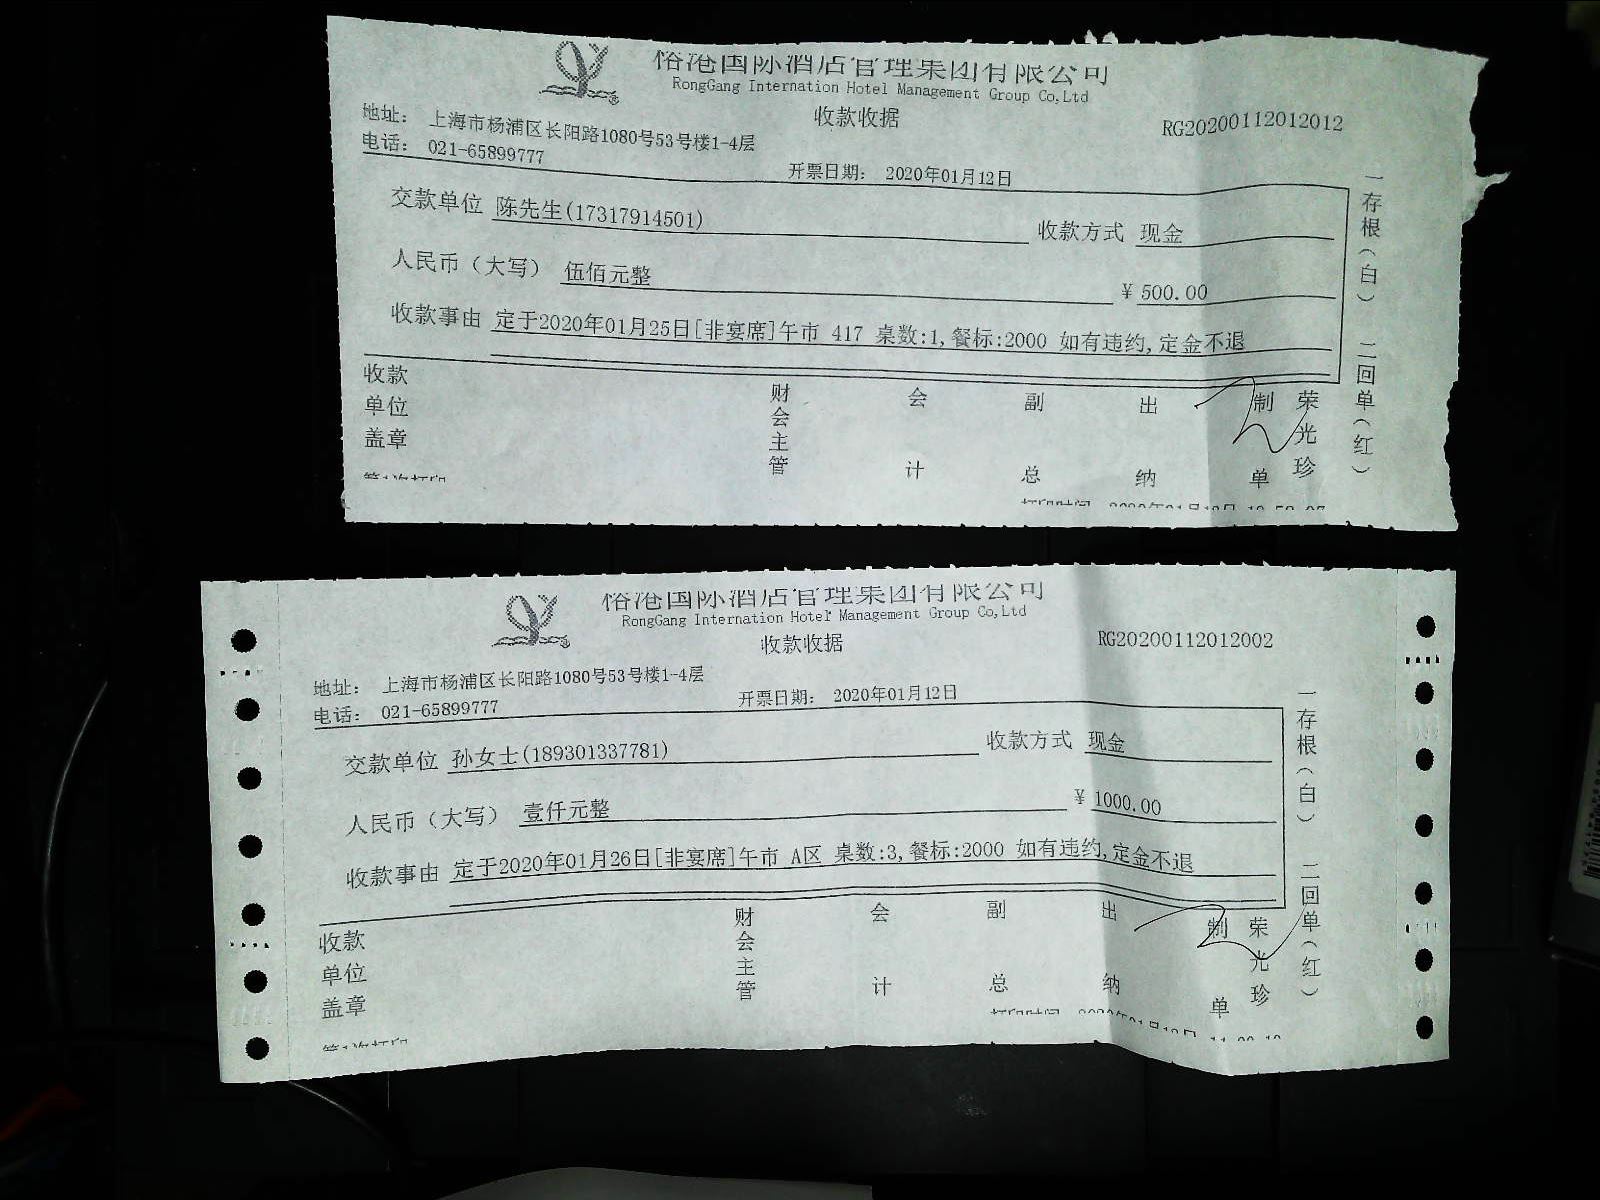 国际酒店管理集团有限公司
RongGang Internation Hotel Management Group Co,Ltd
收款收据
RG20200112012012
地址: 上海市杨浦区长阳路1080号53号楼1-4层
电话: 021-65899777
开票日期: 2020年01月12日
交款单位 陈先生(17317914501)
收款方式 现金
人民币(大写) 伍佰元整
¥ 500.00
收款事由 定于2020年01月25日[非宴席]午市 417 桌数:1,餐标:2000 如有违约,定金不退
收款单位盖章
财会主管
会计
副总
出纳
制单
荣光珍
一存根(白)
二回单(红)
国际酒店管理集团有限公司
RongGang Internation Hotel Management Group Co,Ltd
收款收据
RG20200112012002
地址: 上海市杨浦区长阳路1080号53号楼1-4层
电话: 021-65899777
开票日期: 2020年01月12日
交款单位 孙女士(189301337781)
收款方式 现金
人民币(大写) 壹仟元整
¥ 1000.00
收款事由 定于2020年01月26日[非宴席]午市 A区 桌数:3,餐标:2000 如有违约,定金不退
收款单位盖章
财会主管
会计
副总
出纳
制单
荣光珍
一存根(白)
二回单(红)